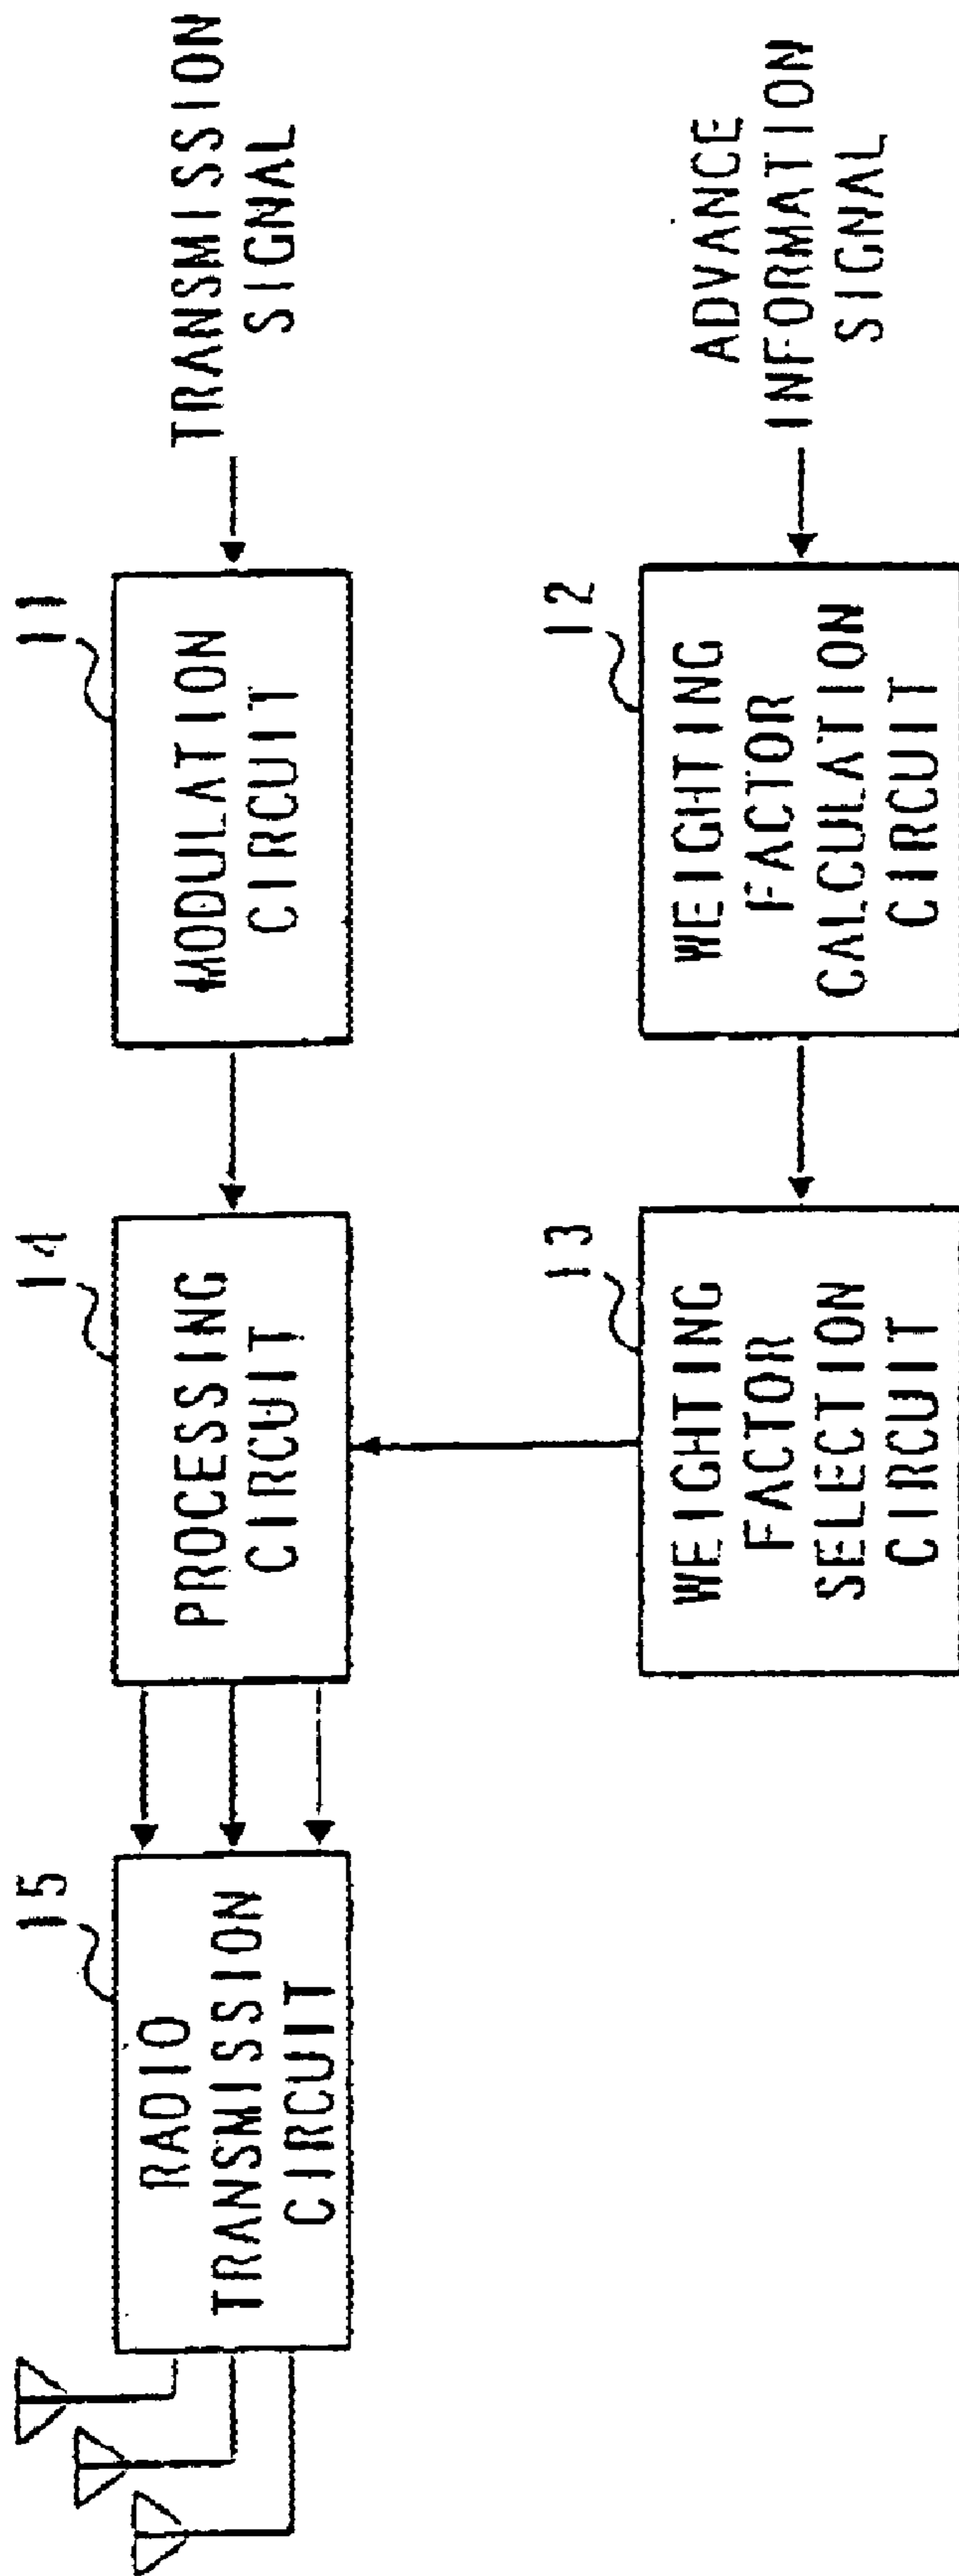 15
RADIO
TRANSMISSION
CIRCUIT
14
PROCESSING
CIRCUIT
11
MODULATION
CIRCUIT
TRANSMISSION
SIGNAL
13
WEIGHTING
FACTOR
SELECTION
CIRCUIT
12
WEIGHTING
FACTOR
CALCULATION
CIRCUIT
ADVANCE
INFORMATION
SIGNAL